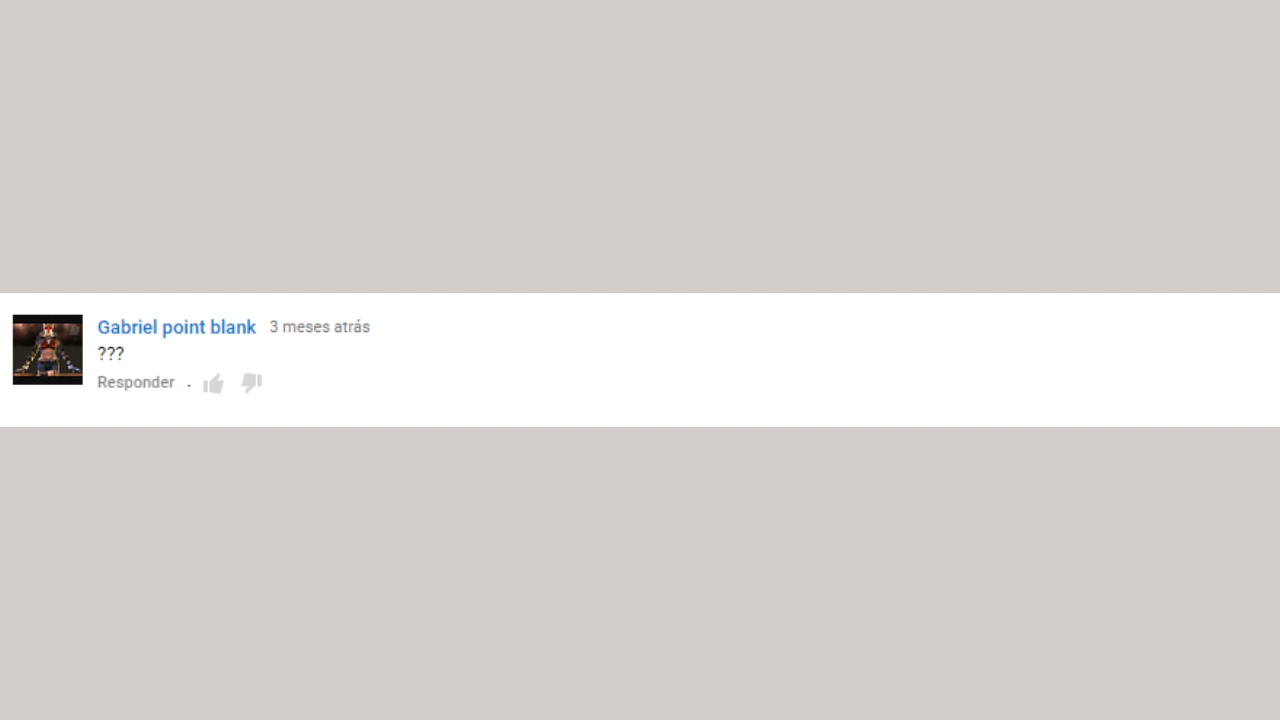 Gabriel point blank 3 meses atrás
???
Responder .